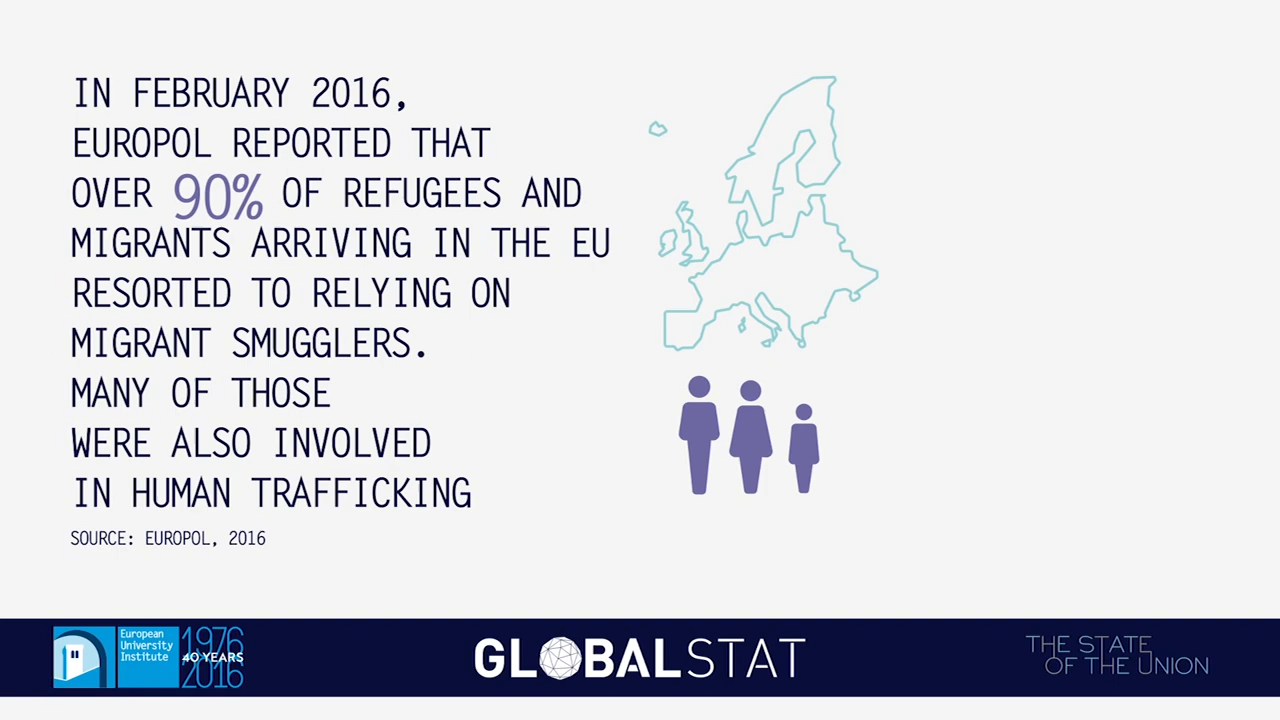 IN FEBRUARY 2016,
EUROPOL REPORTED THAT
OVER 90% OF REFUGEES AND
MIGRANTS ARRIVING IN THE EU
RESORTED TO RELYING ON
MIGRANT SMUGGLERS.
MANY OF THOSE
WERE ALSO INVOLVED
IN HUMAN TRAFFICKING
SOURCE: EUROPOL, 2016
European
University
Institute
1976
40 YEARS
2016
GLOBALSTAT
THE STATE
OF THE UNION